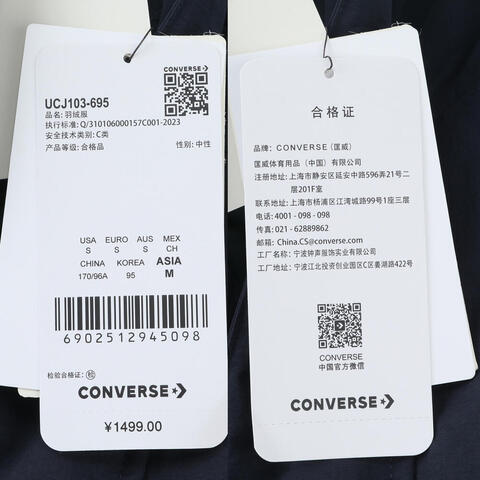 CONVERSE
UCJ103-695
品名: 羽绒服
执行标准: Q/310106000157C001-2023
安全技术类别: C类
产品等级: 合格品 性别: 中性
USA EURO AUS MEX
S S S CH
CHINA KOREA ASIA
170/96A 95 M
6902512945098
检验合格证: 检
CONVERSE
¥1499.00
CONVERSE
合格证
品牌: CONVERSE (匡威)
匡威体育用品(中国)有限公司
注册地址: 上海市静安区延安中路596弄21号二
层201F室
联系地址: 上海市杨浦区江湾城路99号1座三层
电话: 4001-098-098
传真: 021-62889862
邮箱: China.CS@converse.com
工厂名: 宁波钟声服饰实业有限公司
厂地址: 宁波江北投资创业园区C区姜湖路422号
CONVERSE
中国官方微信
CONVERSE